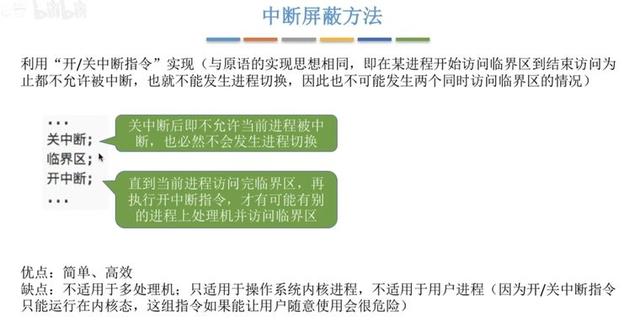 bilibili
中断屏蔽方法
利用“开/关中断指令”实现（与原语的实现思想相同，即在某进程开始访问临界区到结束访问为
止都不允许被中断，也就不能发生进程切换，因此也不可能发生两个同时访问临界区的情况）
...
关中断；
临界区；
开中断；
...
关中断后即不允许当前进程被中
断，也必然不会发生进程切换
直到当前进程访问完临界区，再
执行开中断指令，才有可能有别
的进程上处理机并访问临界区
优点：简单、高效
缺点：不适用于多处理机；只适用于操作系统内核进程，不适用于用户进程（因为开/关中断指令
只能运行在内核态，这组指令如果能让用户随意使用会很危险）